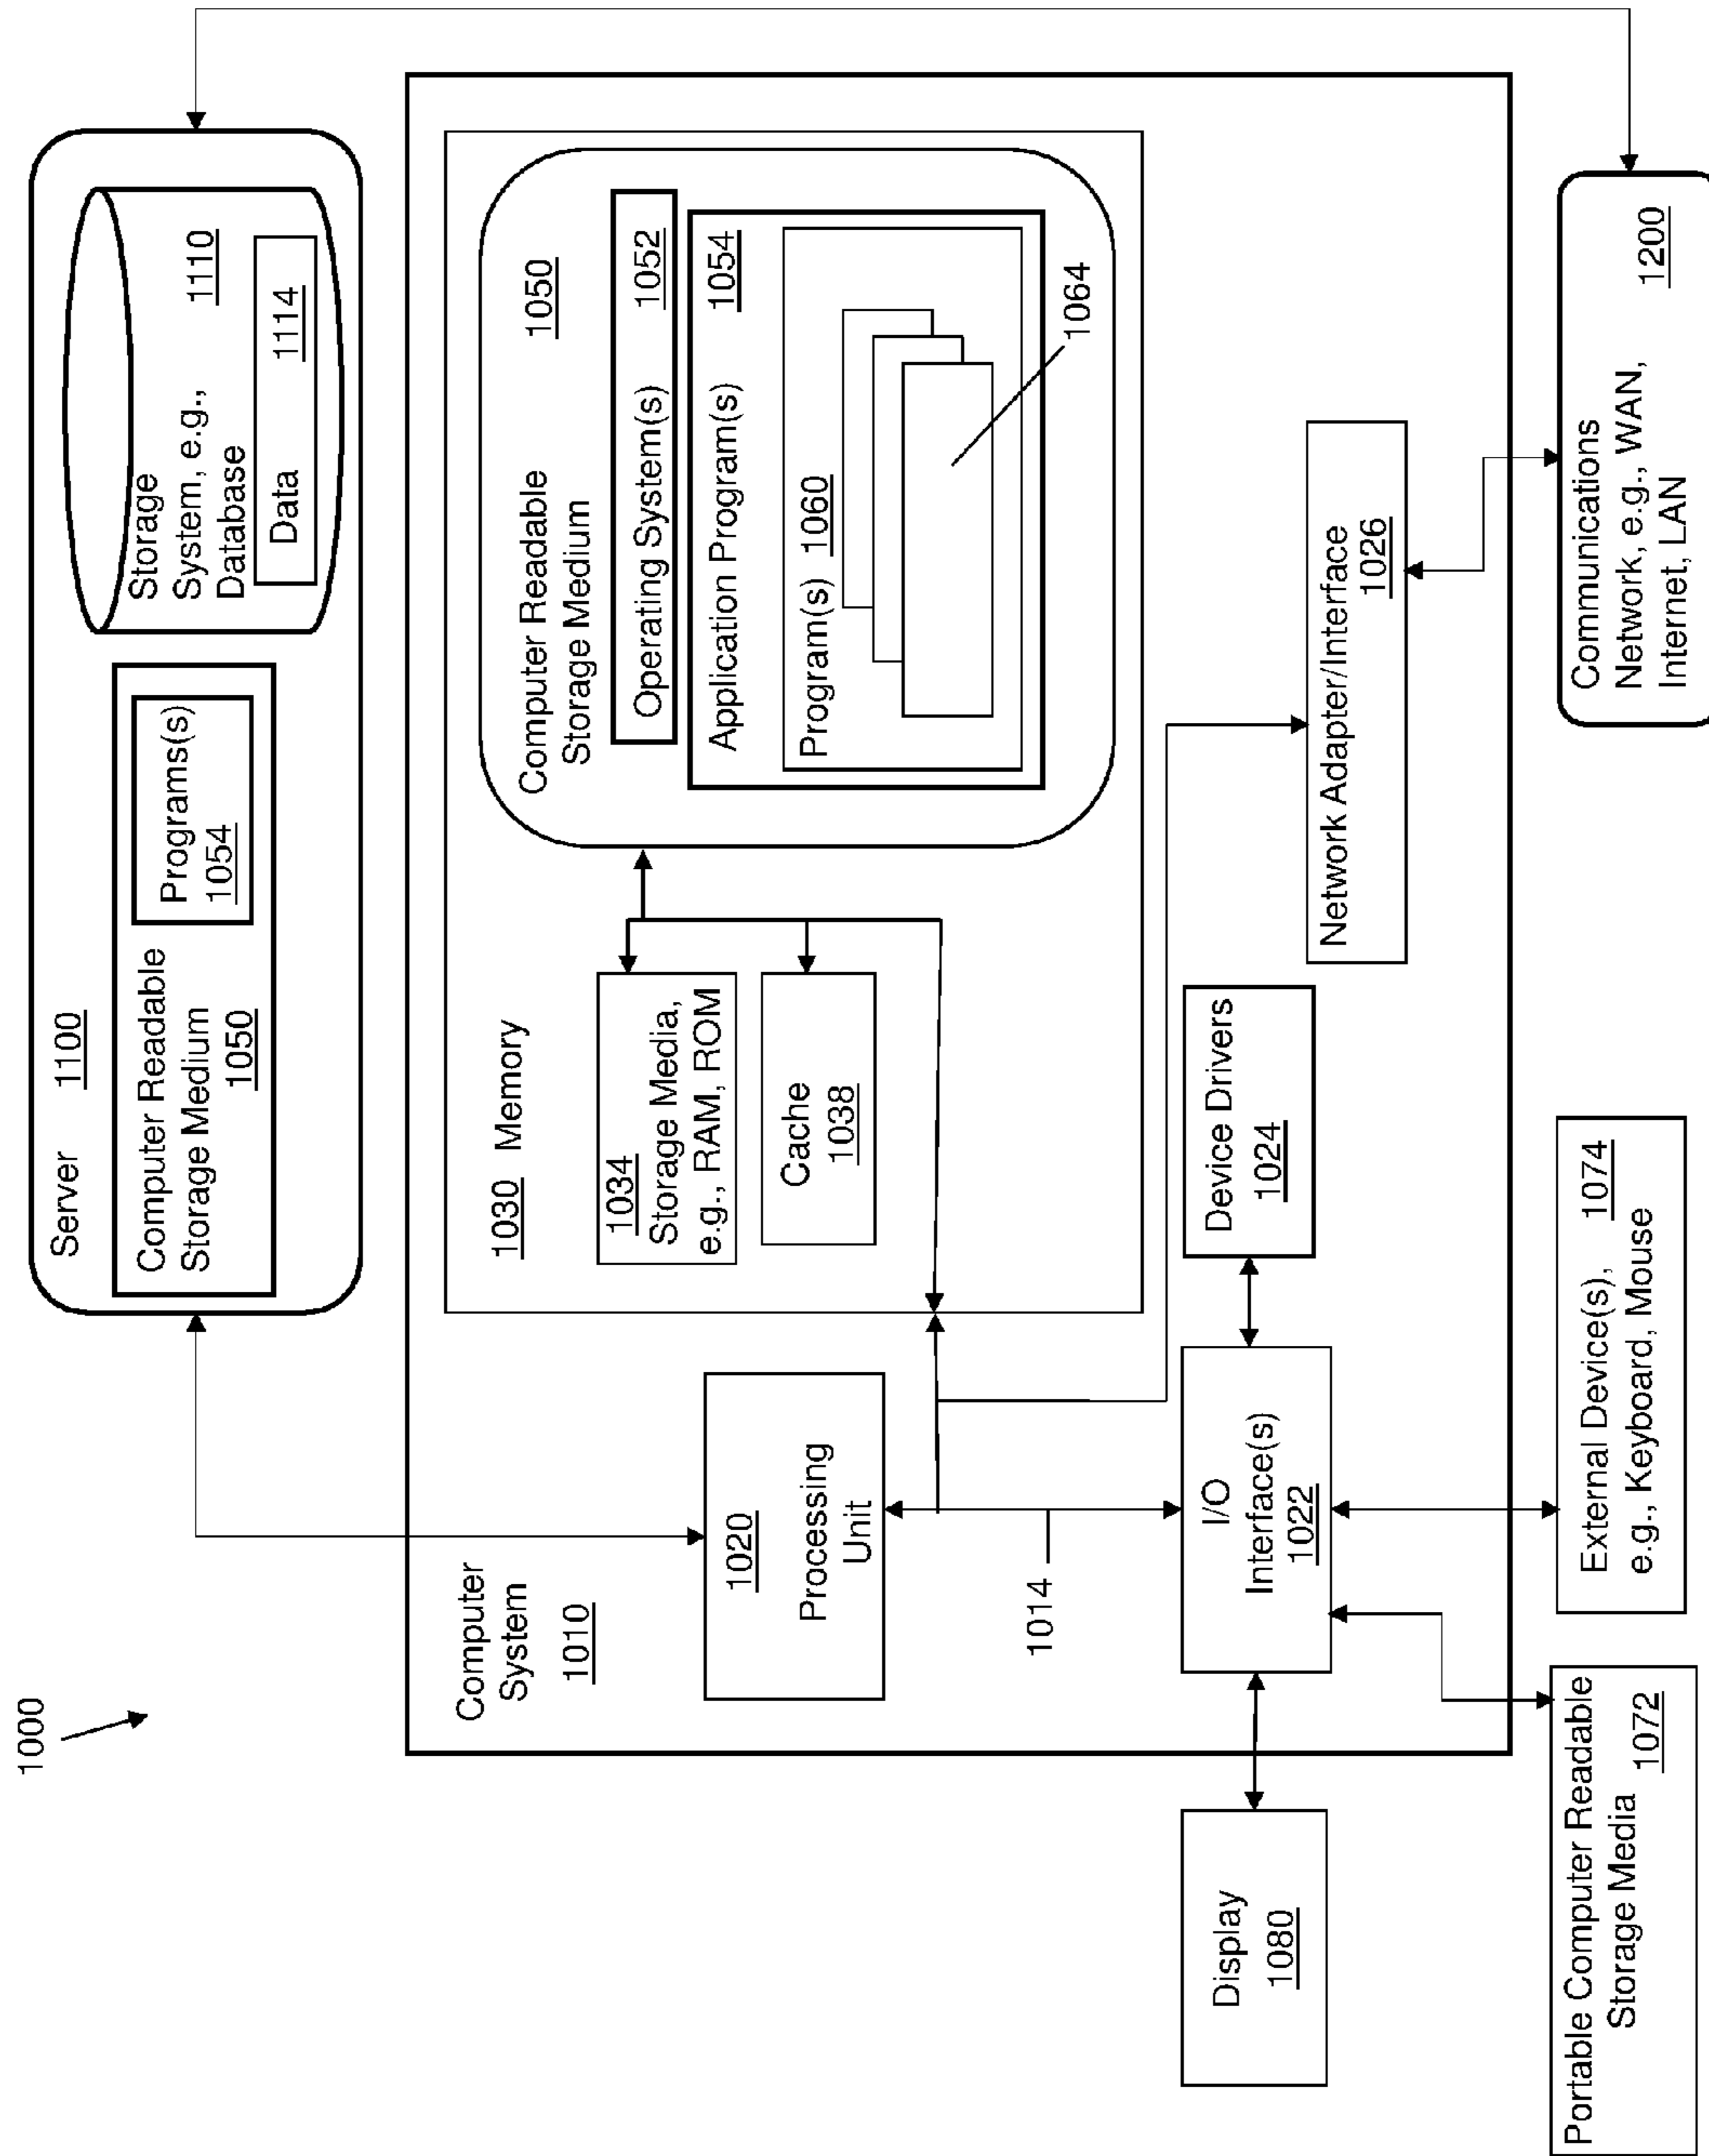 1000
Server 1100
Computer Readable
Storage Medium
1050
Programs(s)
1054
Storage
System, e.g.,
Database
1110
Data 1114
Computer
System
1010
1020
Processing
Unit
1014
1030 Memory
1034
Storage Media,
e.g., RAM, ROM
Cache
1038
Computer Readable
Storage Medium
1050
Operating System(s) 1052
Application Program(s) 1054
Program(s) 1060
1064
I/O
Interface(s)
1022
Device Drivers
1024
Network Adapter/Interface
1026
Display
1080
Portable Computer Readable
Storage Media 1072
External Device(s),
e.g., Keyboard, Mouse
1074
Communications
Network, e.g., WAN,
Internet, LAN
1200